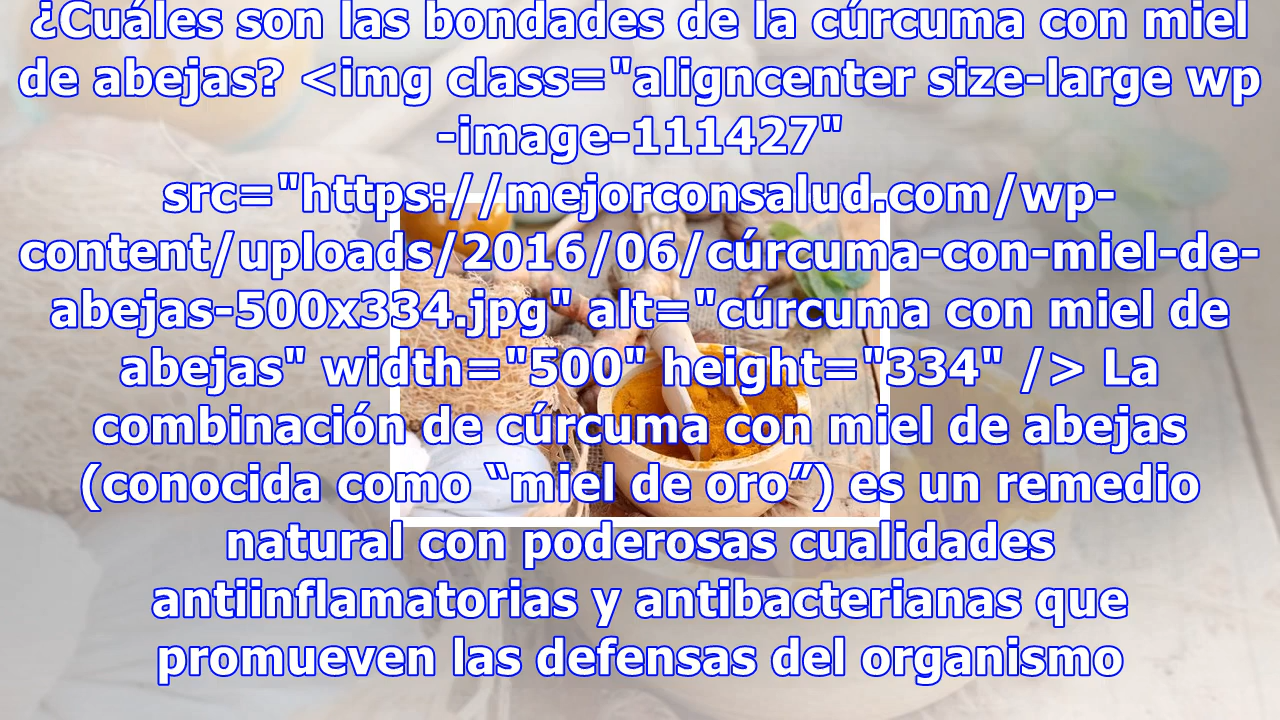 ¿Cuáles son las bondades de la cúrcuma con miel
de abejas? <img class="aligncenter size-large wp
-image-111427"
src="https://mejorconsalud.com/wp-
content/uploads/2016/06/cúrcuma-con-miel-de-
abejas-500x334.jpg" alt="cúrcuma con miel de
abejas" width="500" height="334" /> La
combinación de cúrcuma con miel de abejas
(conocida como “miel de oro”) es un remedio
natural con poderosas cualidades
antiinflamatorias y antibacterianas que
promueven las defensas del organismo